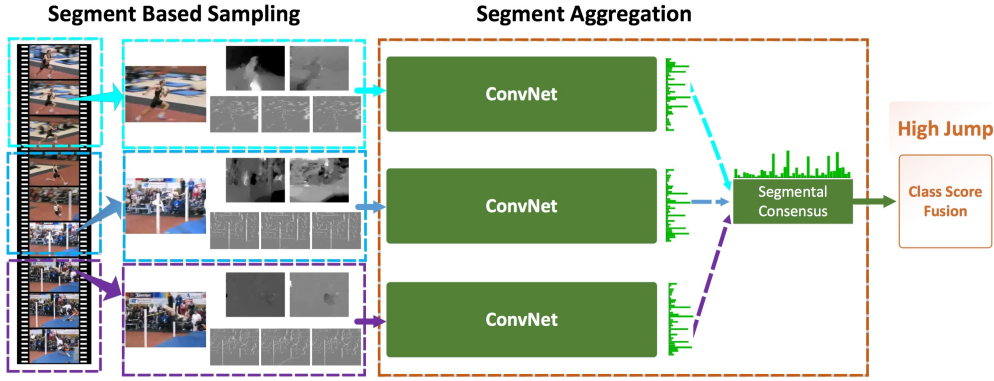 Segment Based Sampling
Segment Aggregation
ConvNet
ConvNet
ConvNet
Segmental
Consensus
High Jump
Class Score
Fusion